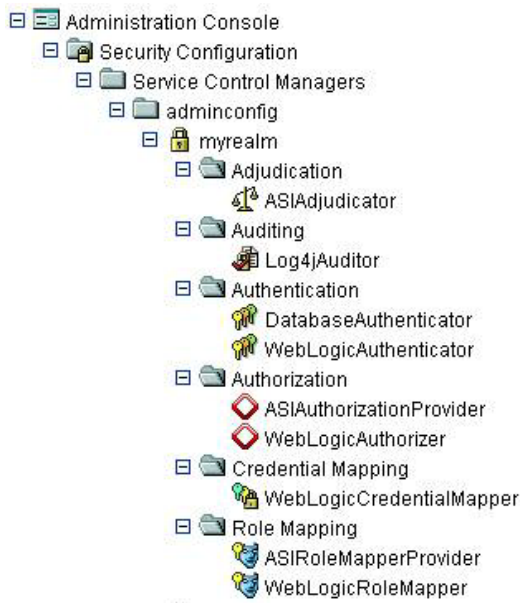 Administration Console
Security Configuration
Service Control Managers
adminconfig
myrealm
Adjudication
ASIAdjudicator
Auditing
Log4jAuditor
Authentication
DatabaseAuthenticator
WebLogicAuthenticator
Authorization
ASIAuthorizationProvider
WebLogicAuthorizer
Credential Mapping
WebLogicCredentialMapper
Role Mapping
ASIRoleMapperProvider
WebLogicRoleMapper